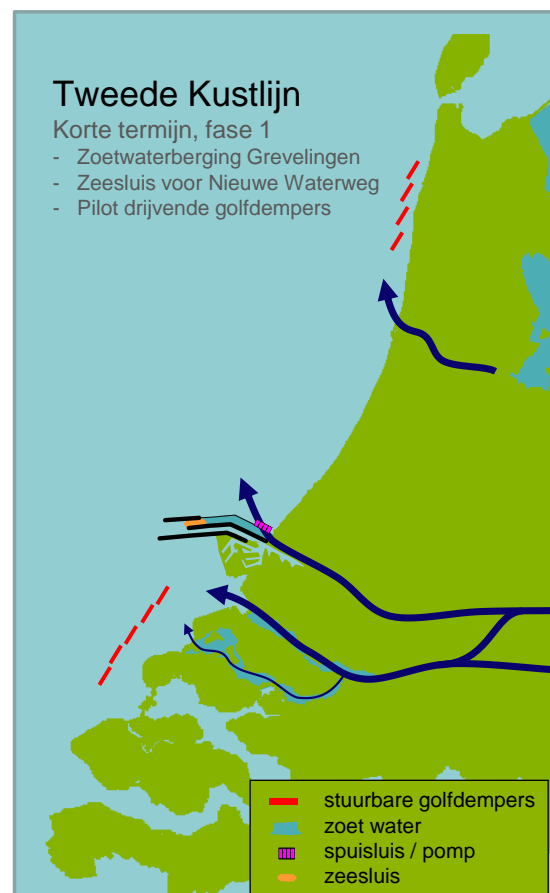 Tweede Kustlijn
Korte termijn, fase 1
- Zoetwaterberging Grevelingen
- Zeesluis voor Nieuwe Waterweg
- Pilot drijvende golfdempers
stuurbare golfdempers
zoet water
spuisluis / pomp
zeesluis